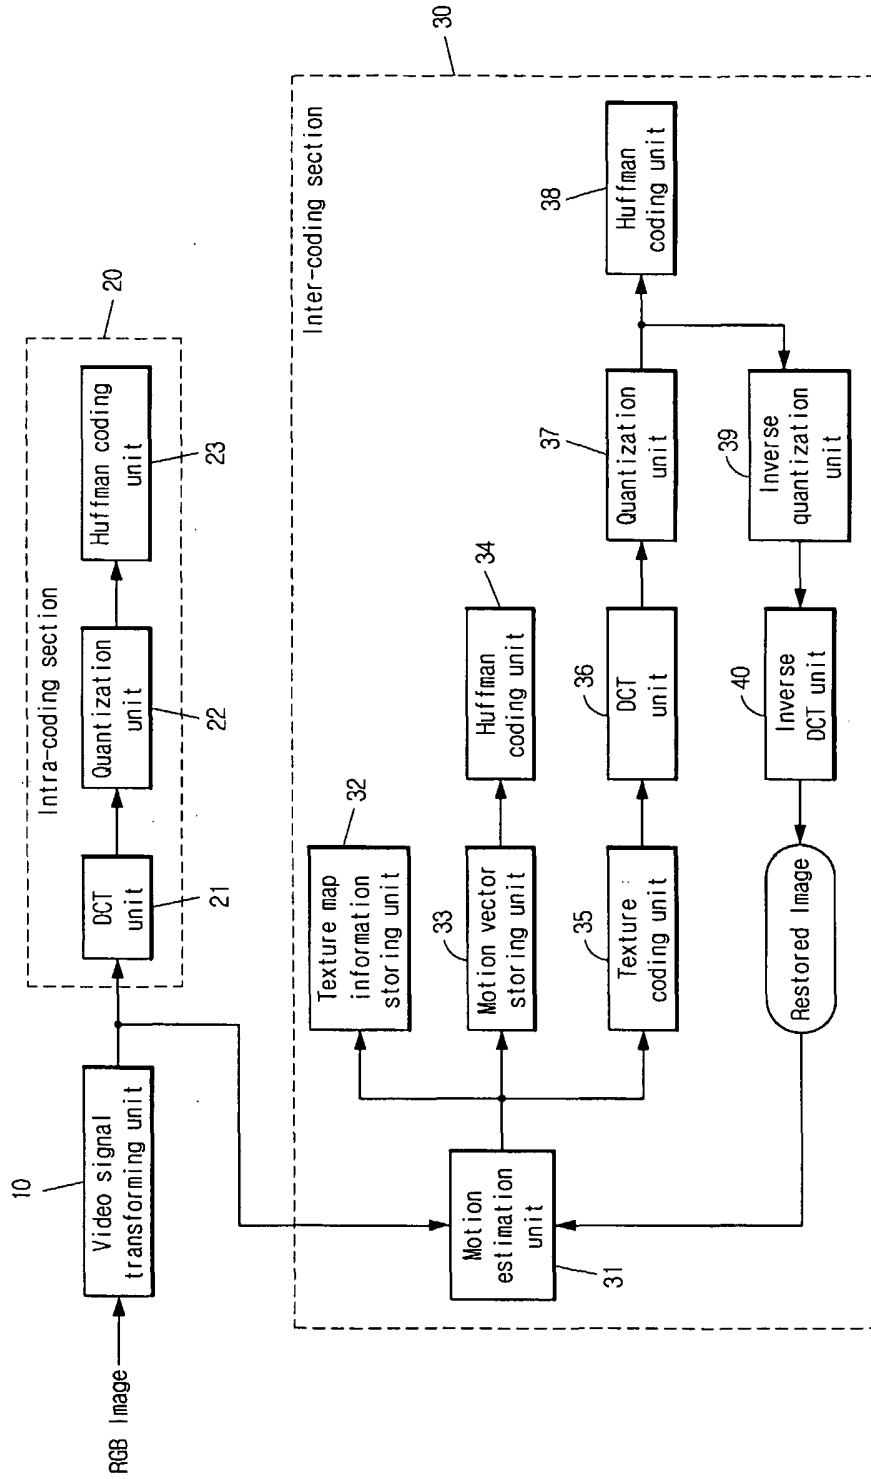 RGB Image
10
Video signal
transforming unit
20
Intra-coding section
DCT
unit
21
Quantization
unit
22
Huffman coding
unit
23
30
Inter-coding section
Motion
estimation
unit
31
32
Texture map
information
storing unit
33
Motion vector
storing unit
34
Huffman
coding unit
35
Texture
coding unit
36
DCT
unit
37
Quantization
unit
38
Huffman
coding unit
39
Inverse
quantization
unit
40
Inverse
DCT unit
Restored Image